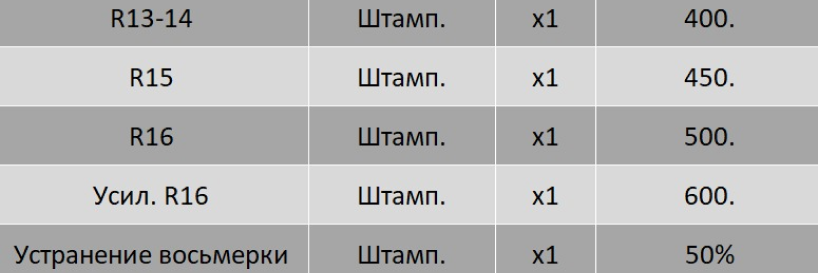 R13-14 Штамп. x1 400.
R15 Штамп. x1 450.
R16 Штамп. x1 500.
Усил. R16 Штамп. x1 600.
Устранение восьмерки Штамп. x1 50%